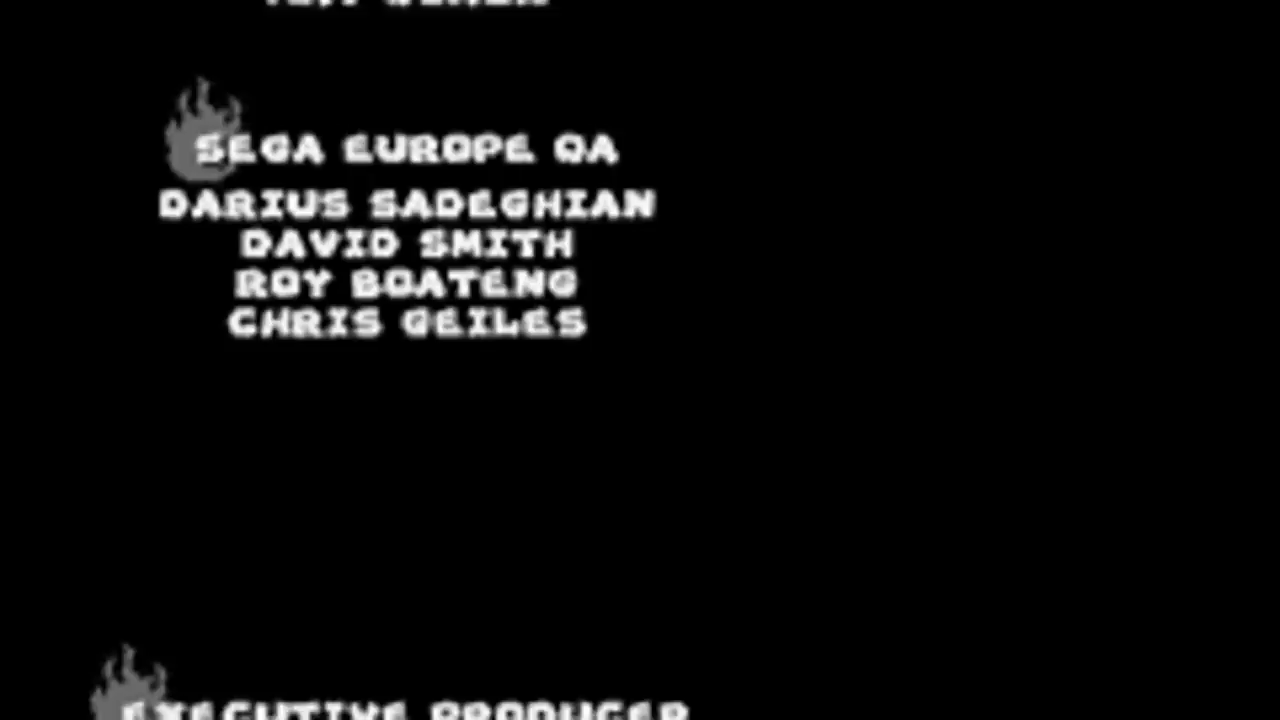 SEGA EUROPE QA
DARIUS SADEGHIAN
DAVID SMITH
ROY BOATENG
CHRIS GEILES
EXECUTIVE PRODUCER